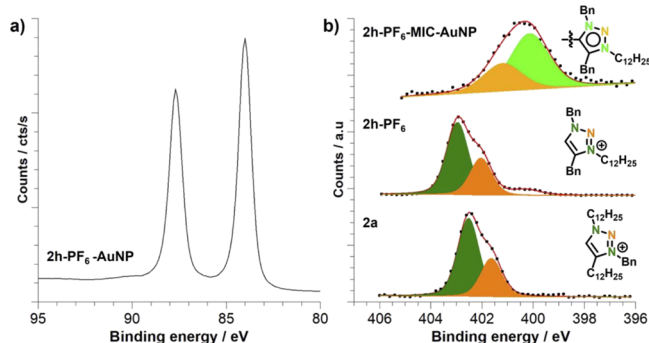 a)
Counts / cts/s
2h-PF6 -AuNP
95
90
85
80
Binding energy / eV
b)
Counts / a.u
2h-PF6-MIC-AuNP
Bn
N
N
N
C12H25
Bn
2h-PF6
Bn
N
N
N
⊕
C12H25
Bn
2a
C12H25
N
N
N
⊕
Bn
C12H25
406
404
402
400
398
396
Binding energy / eV